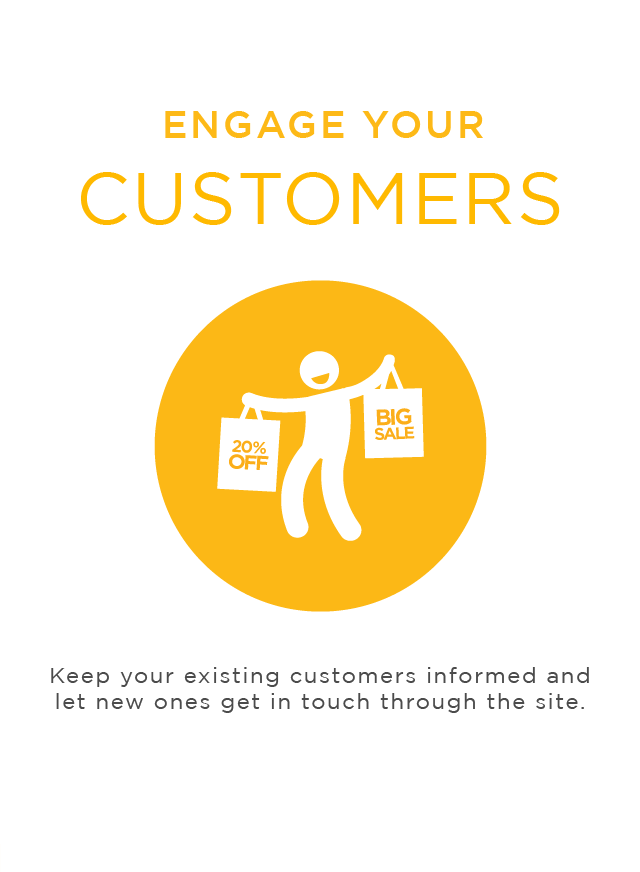 ENGAGE YOUR
CUSTOMERS
20%
OFF
BIG
SALE
Keep your existing customers informed and
let new ones get in touch through the site.